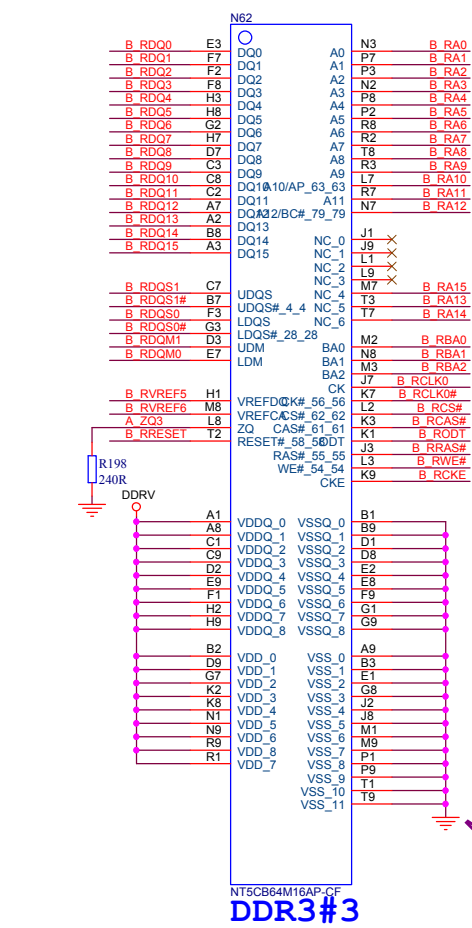 N62
B_RDQ0 E3 DQ0 A0 N3 B_RA0
B_RDQ1 F7 DQ1 A1 P7 B_RA1
B_RDQ2 F2 DQ2 A2 P3 B_RA2
B_RDQ3 F8 DQ3 A3 N2 B_RA3
B_RDQ4 H3 DQ4 A4 P8 B_RA4
B_RDQ5 H8 DQ5 A5 P2 B_RA5
B_RDQ6 G2 DQ6 A6 R8 B_RA6
B_RDQ7 H7 DQ7 A7 R2 B_RA7
B_RDQ8 D7 DQ8 A8 T8 B_RA8
B_RDQ9 C3 DQ9 A9 R3 B_RA9
B_RDQ10 C8 DQ10 A10/AP_63_63 L7 B_RA10
B_RDQ11 C2 DQ11 A11 R7 B_RA11
B_RDQ12 A7 DQ12 A12/BC#_79_79 N7 B_RA12
B_RDQ13 A2 DQ13
B_RDQ14 B8 DQ14 NC_0 J1
B_RDQ15 A3 DQ15 NC_1 J9
NC_2 L1
NC_3 L9
B_RDQS1 C7 UDQS NC_4 M7 B_RA15
B_RDQS1# B7 UDQS#_4_4 NC_5 T3 B_RA13
B_RDQS0 F3 LDQS NC_6 T7 B_RA14
B_RDQS0# G3 LDQS#_28_28
B_RDQM1 D3 UDM BA0 M2 B_RBA0
B_RDQM0 E7 LDM BA1 N8 B_RBA1
BA2 M3 B_RBA2
CK J7 B_RCLK0
B_RVREF5 H1 VREFDQ CK#_56_56 K7 B_RCLK0#
B_RVREF6 M8 VREFCA CS#_62_62 L2 B_RCS#
A_ZQ3 L8 ZQ CAS#_61_61 K3 B_RCAS#
B_RRESET T2 RESET#_58_58 ODT K1 B_RODT
RAS#_55_55 J3 B_RRAS#
WE#_54_54 L3 B_RWE#
CKE K9 B_RCKE
R198
240R
DDRV
A1 VDDQ_0 VSSQ_0 B1
A8 VDDQ_1 VSSQ_1 B9
C1 VDDQ_2 VSSQ_2 D1
C9 VDDQ_3 VSSQ_3 D8
D2 VDDQ_4 VSSQ_4 E2
E9 VDDQ_5 VSSQ_5 E8
F1 VDDQ_6 VSSQ_6 F9
H2 VDDQ_7 VSSQ_7 G1
H9 VDDQ_8 VSSQ_8 G9
B2 VDD_0 VSS_0 A9
D9 VDD_1 VSS_1 B3
G7 VDD_2 VSS_2 E1
K2 VDD_3 VSS_3 G8
K8 VDD_4 VSS_4 J2
N1 VDD_5 VSS_5 J8
N9 VDD_6 VSS_6 M1
R9 VDD_8 VSS_7 M9
R1 VDD_7 VSS_8 P1
VSS_9 P9
VSS_10 T1
VSS_11 T9
NT5CB64M16AP-CF
DDR3#3